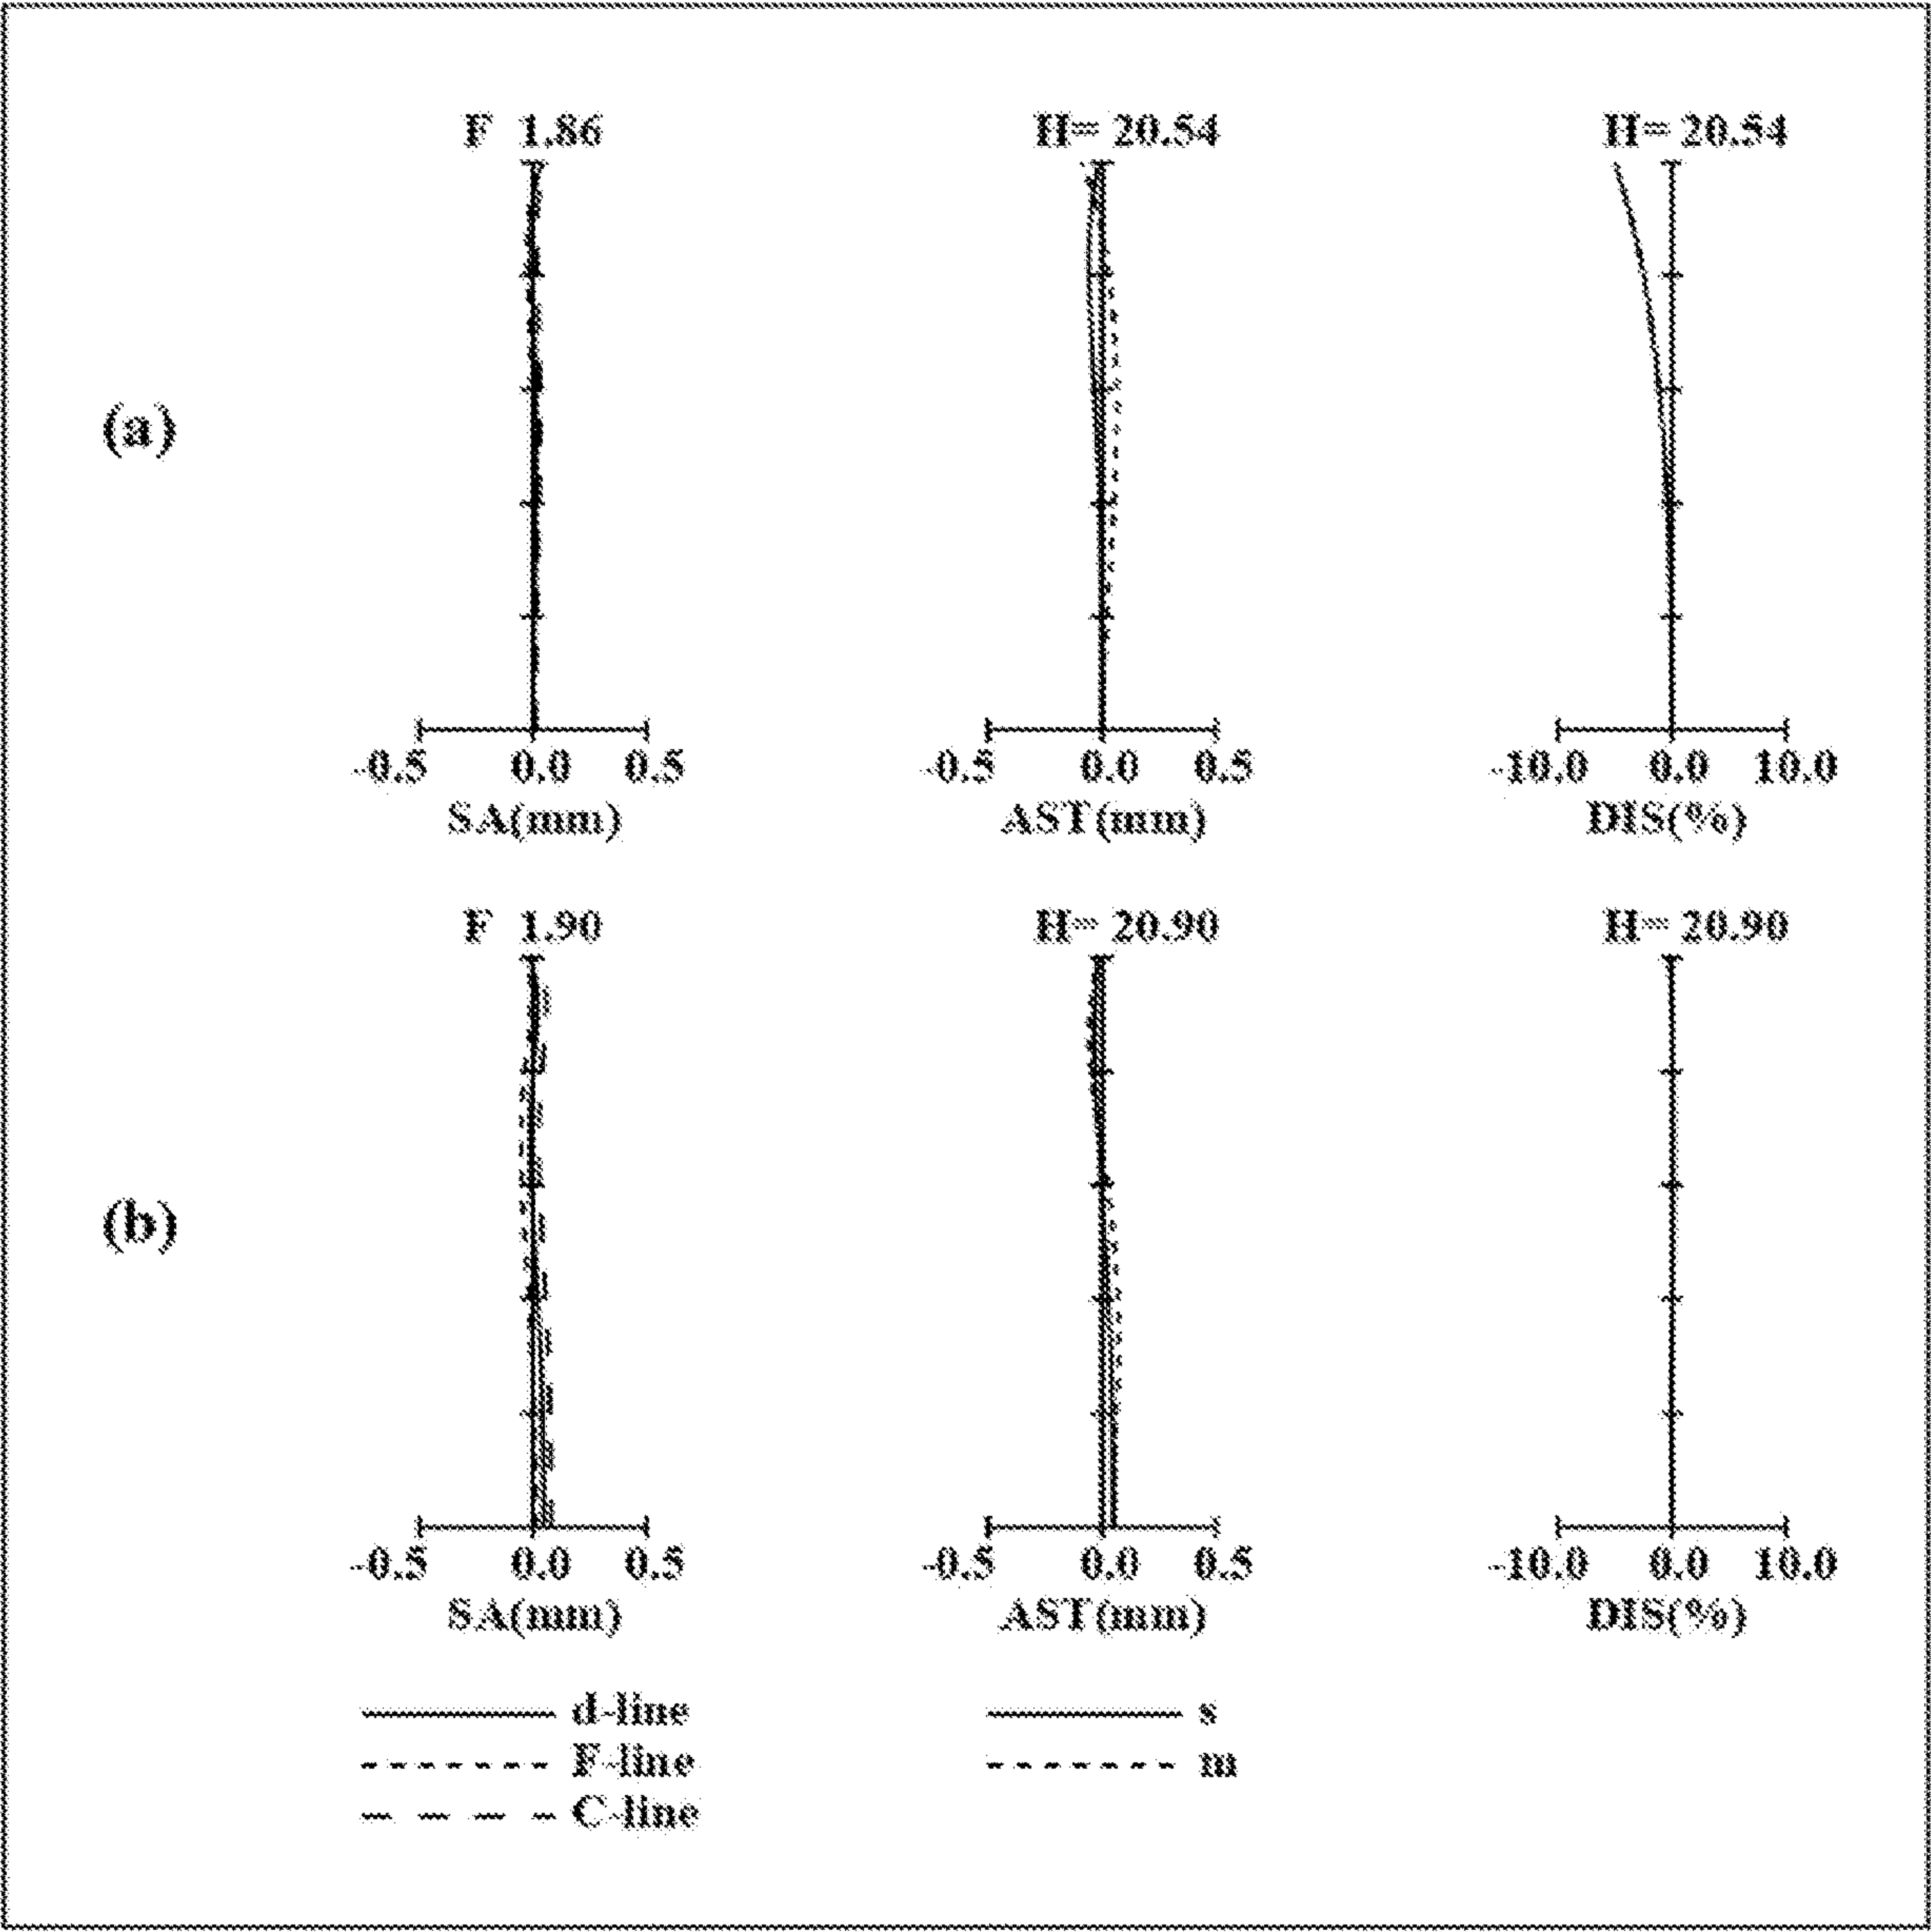 F 1.86 H= 20.54 H= 20.54
(a)
-0.5 0.0 0.5 -0.5 0.0 0.5 -10.0 0.0 10.0
SA(mm) AST(mm) DIS(%)
F 1.90 H= 20.90 H= 20.90
(b)
-0.5 0.0 0.5 -0.5 0.0 0.5 -10.0 0.0 10.0
SA(mm) AST(mm) DIS(%)
d-line s
F-line m
C-line